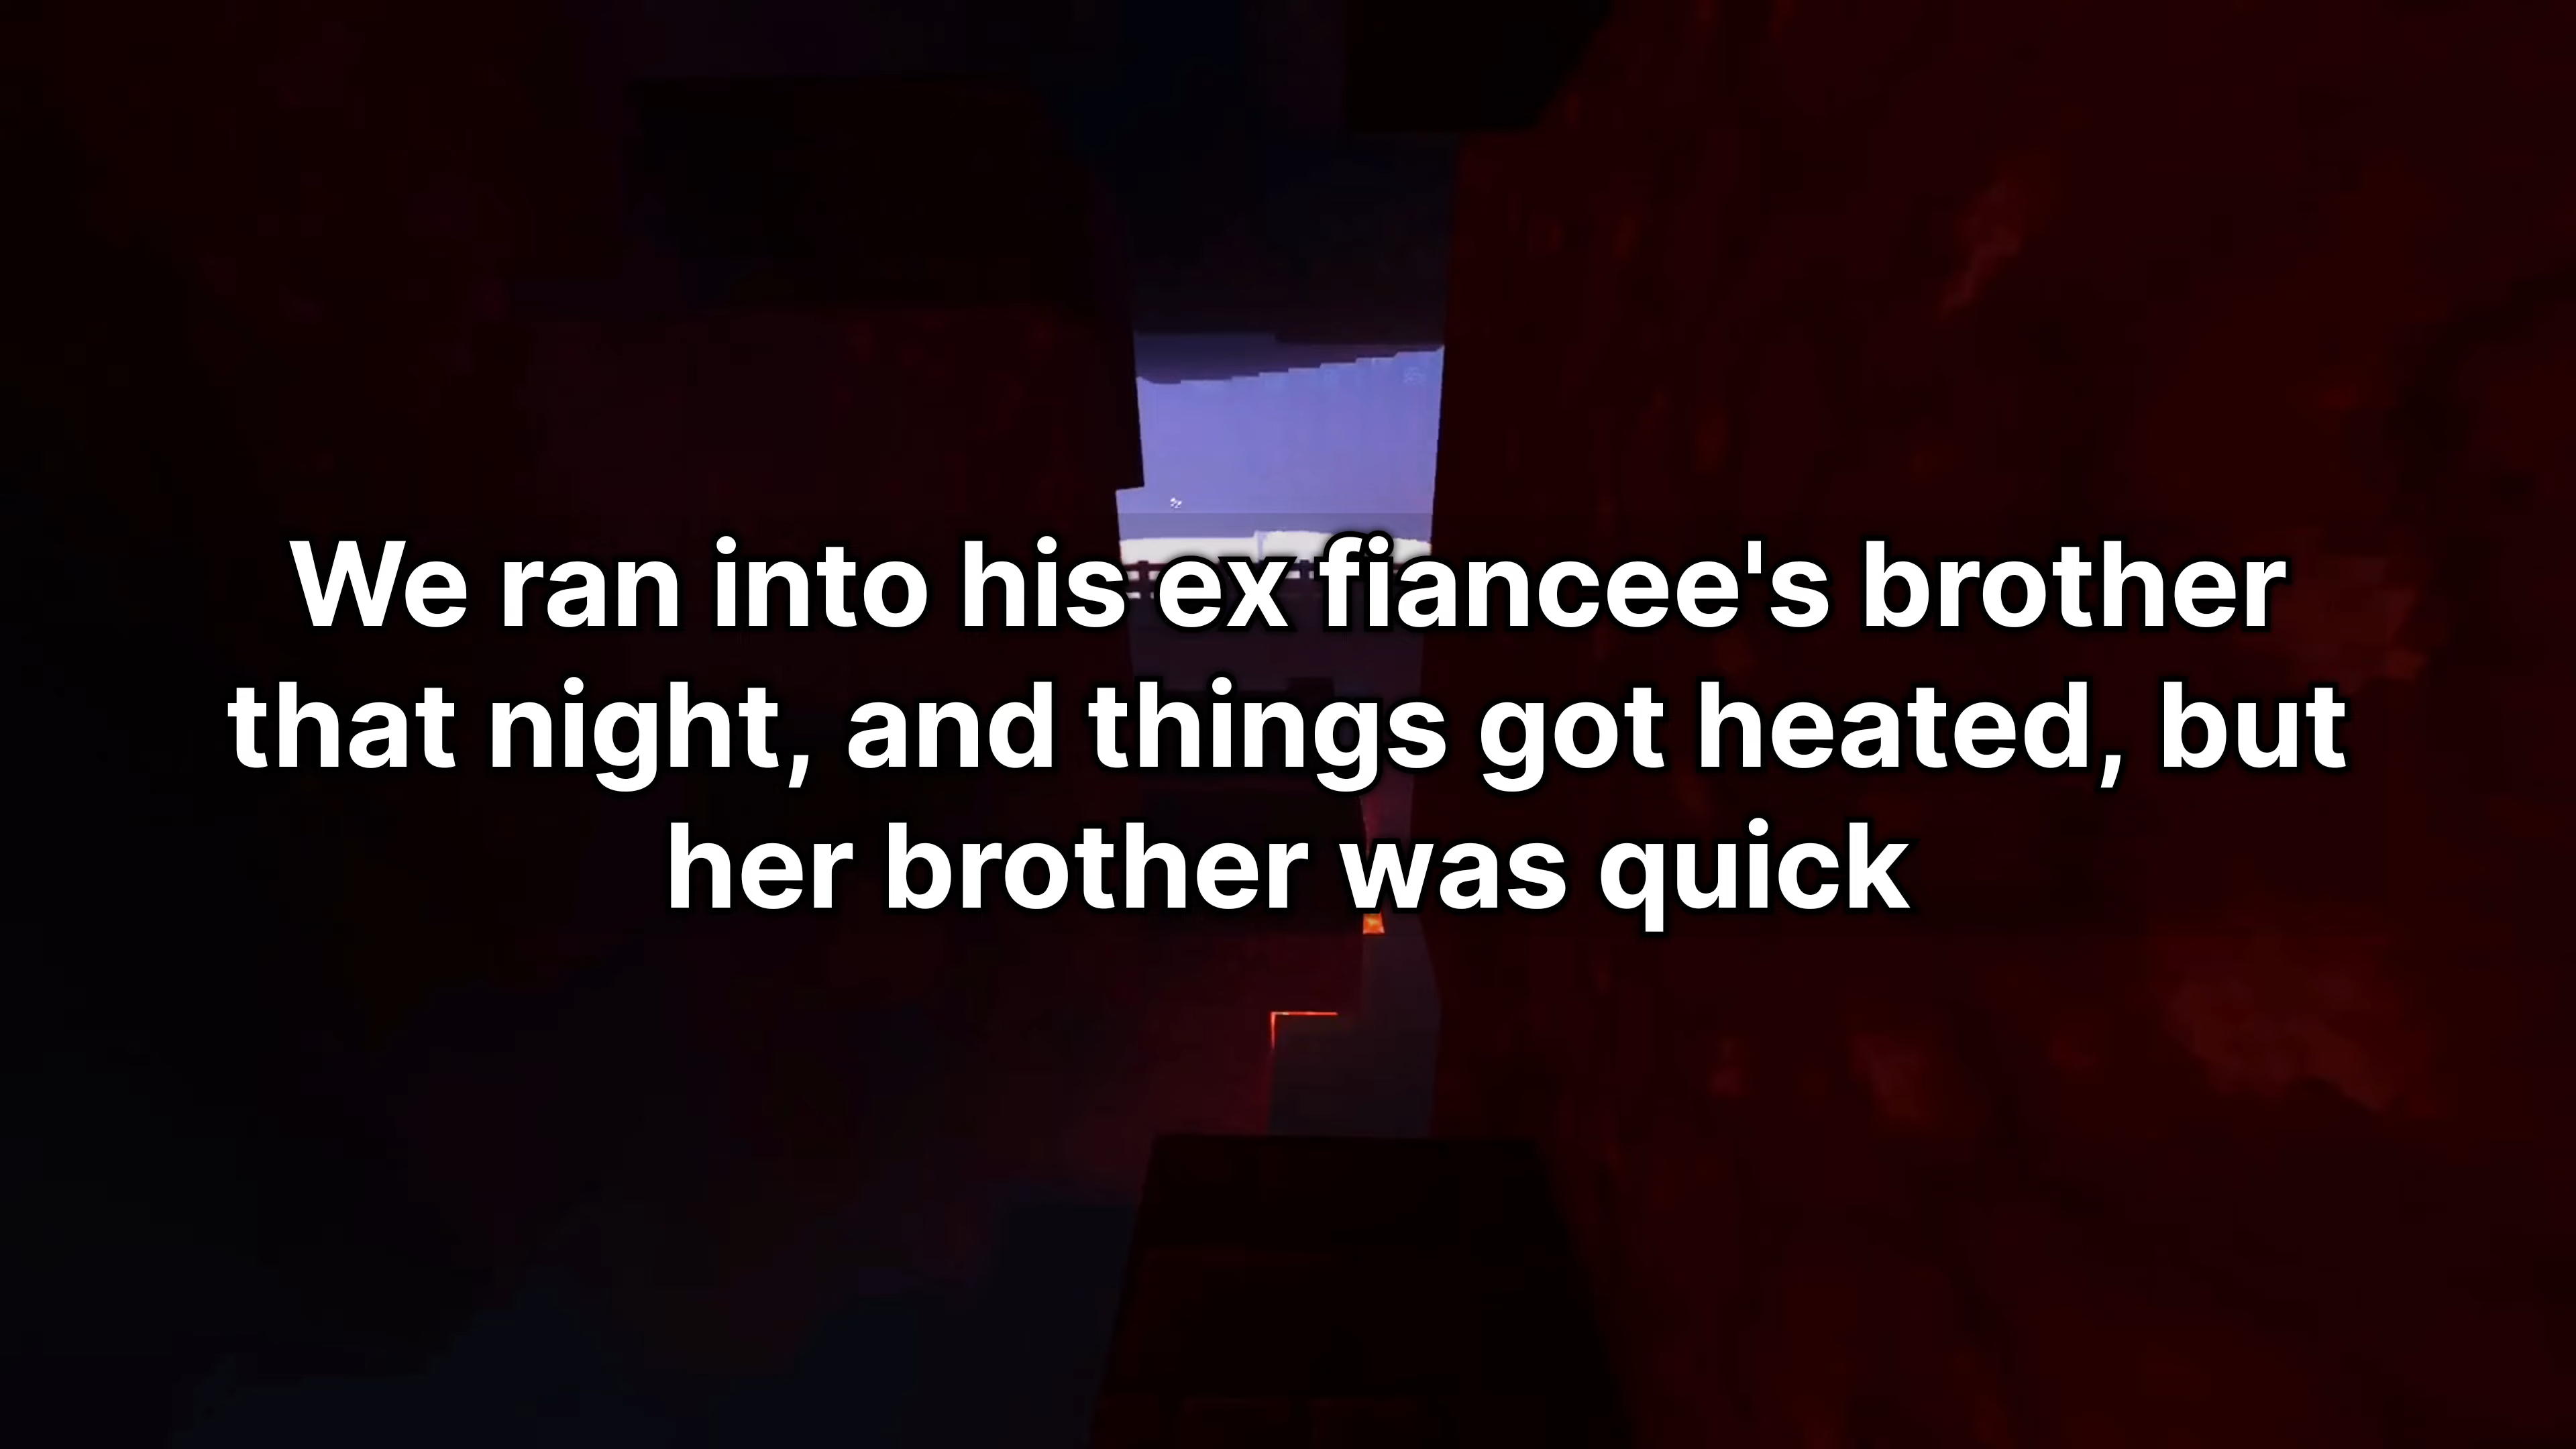 We ran into his ex fiancee's brother
that night, and things got heated, but
her brother was quick